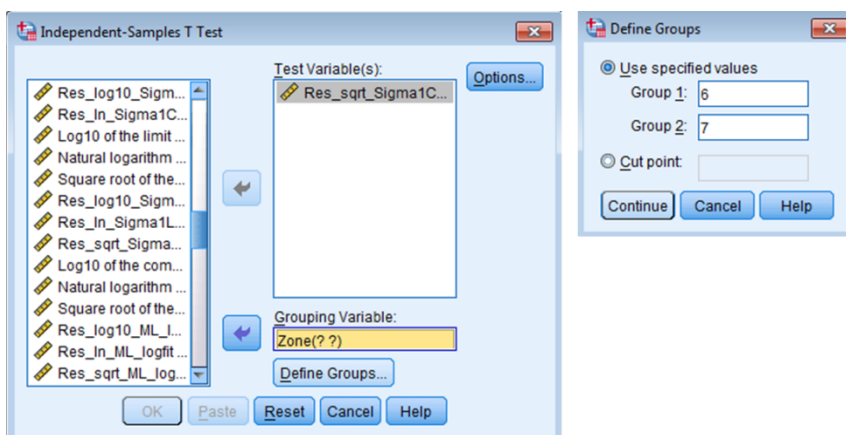 Independent-Samples T Test
Res_log10_Sigm...
Res_ln_Sigma1C...
Log10 of the limit ...
Natural logarithm ...
Square root of the...
Res_log10_Sigm...
Res_ln_Sigma1L...
Res_sqrt_Sigma...
Log10 of the com...
Natural logarithm ...
Square root of the...
Res_log10_ML_l...
Res_ln_ML_logfit ...
Res_sqrt_ML_log...
Test Variable(s):
Res_sqrt_Sigma1C...
Options...
Grouping Variable:
Zone(? ?)
Define Groups...
OK Paste Reset Cancel Help
Define Groups
Use specified values
Group 1: 6
Group 2: 7
Cut point:
Continue Cancel Help